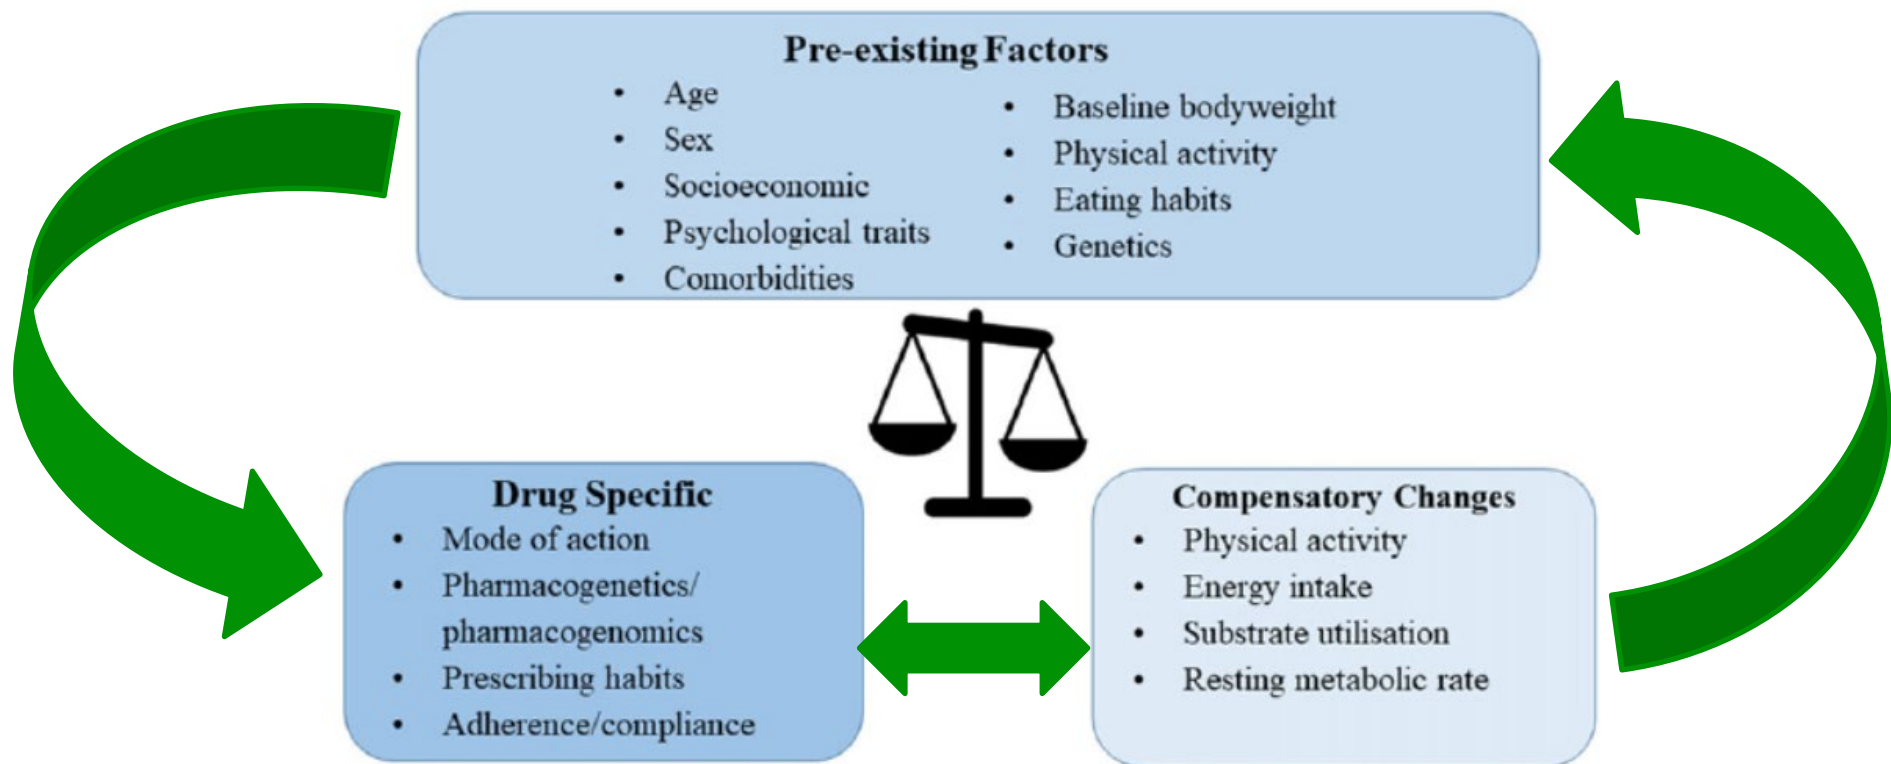 Pre-existing Factors
• Age
• Sex
• Socioeconomic
• Psychological traits
• Comorbidities
• Baseline bodyweight
• Physical activity
• Eating habits
• Genetics
Drug Specific
• Mode of action
• Pharmacogenetics/
pharmacogenomics
• Prescribing habits
• Adherence/compliance
Compensatory Changes
• Physical activity
• Energy intake
• Substrate utilisation
• Resting metabolic rate